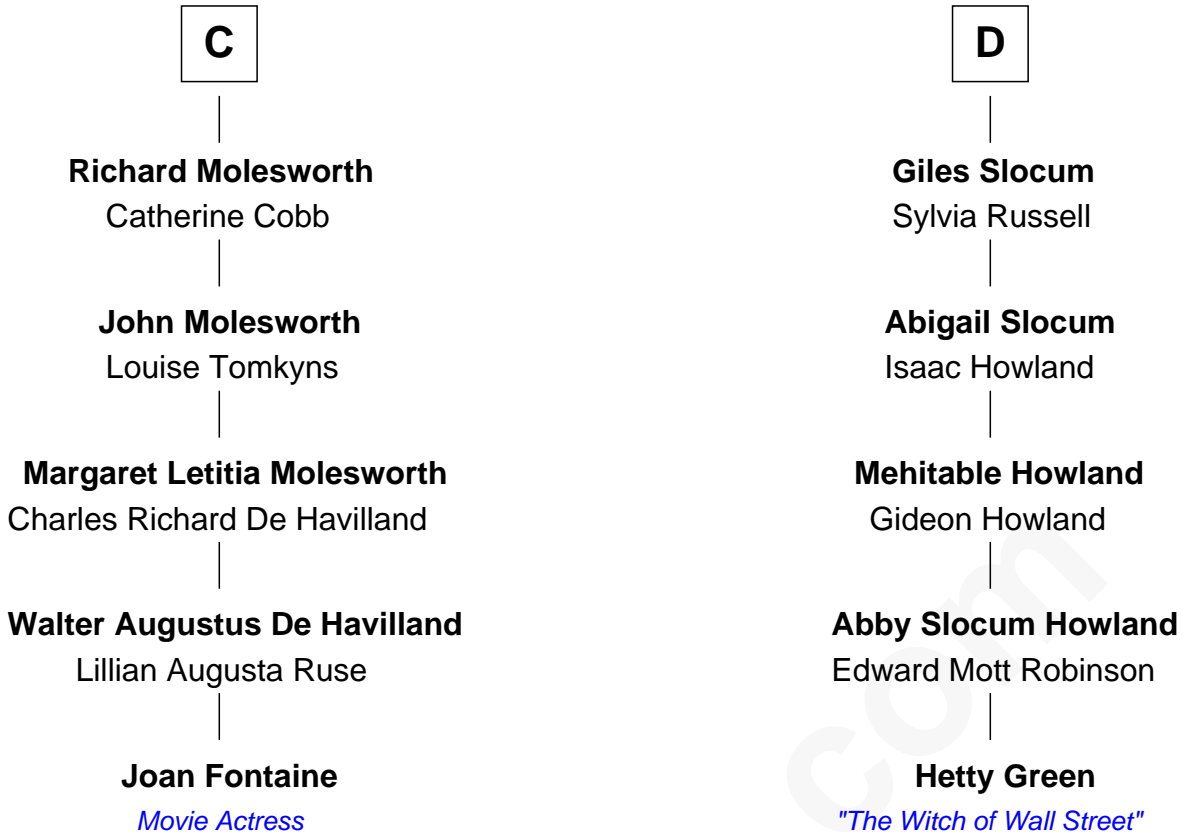 C
Richard Molesworth
Catherine Cobb
John Molesworth
Louise Tomkyns
Margaret Letitia Molesworth
Charles Richard De Havilland
Walter Augustus De Havilland
Lillian Augusta Ruse
Joan Fontaine
Movie Actress
D
Giles Slocum
Sylvia Russell
Abigail Slocum
Isaac Howland
Mehitable Howland
Gideon Howland
Abby Slocum Howland
Edward Mott Robinson
Hetty Green
"The Witch of Wall Street"
com